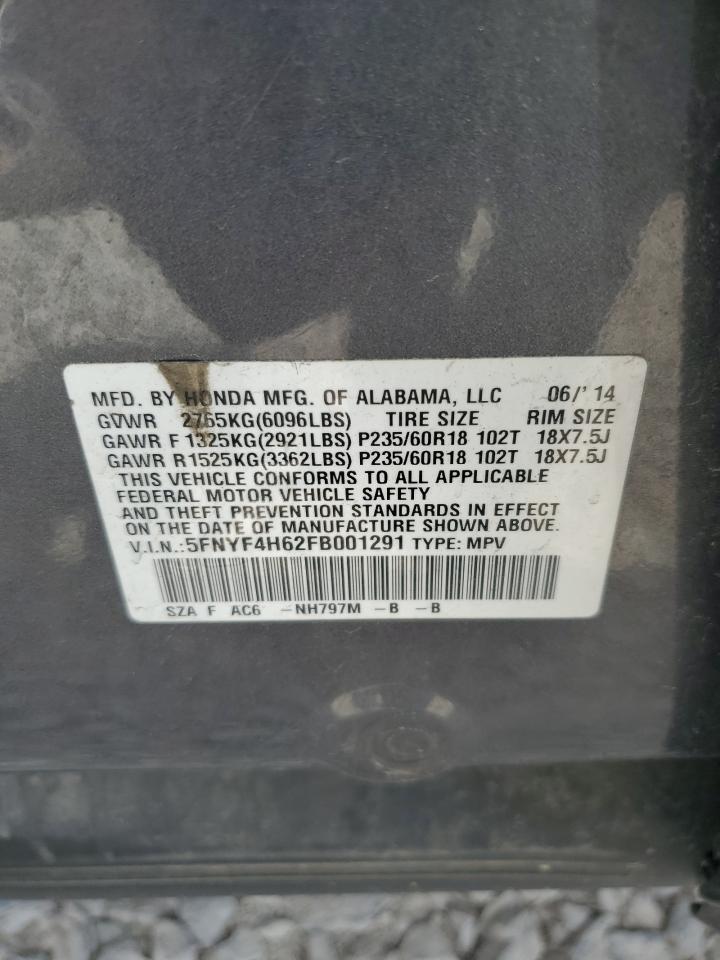 MFD. BY HONDA MFG. OF ALABAMA, LLC 06/'14
GVWR 2765KG(6096LBS) TIRE SIZE RIM SIZE
GAWR F 1325KG(2921LBS) P235/60R18 102T 18X7.5J
GAWR R1525KG(3362LBS) P235/60R18 102T 18X7.5J
THIS VEHICLE CONFORMS TO ALL APPLICABLE
FEDERAL MOTOR VEHICLE SAFETY
AND THEFT PREVENTION STANDARDS IN EFFECT
ON THE DATE OF MANUFACTURE SHOWN ABOVE.
V.I.N.:5FNYF4H62FB001291 TYPE: MPV
SZA F AC6 -NH797M -B -B